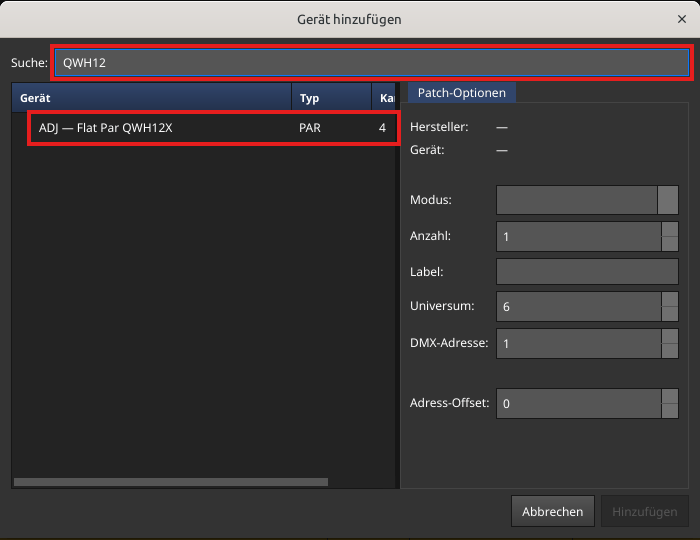 Gerät hinzufügen
Suche: QWH12
Gerät Typ Ka
ADJ — Flat Par QWH12X PAR 4
Patch-Optionen
Hersteller: —
Gerät: —
Modus:
Anzahl: 1
Label:
Universum: 6
DMX-Adresse: 1
Adress-Offset: 0
Abbrechen Hinzufügen